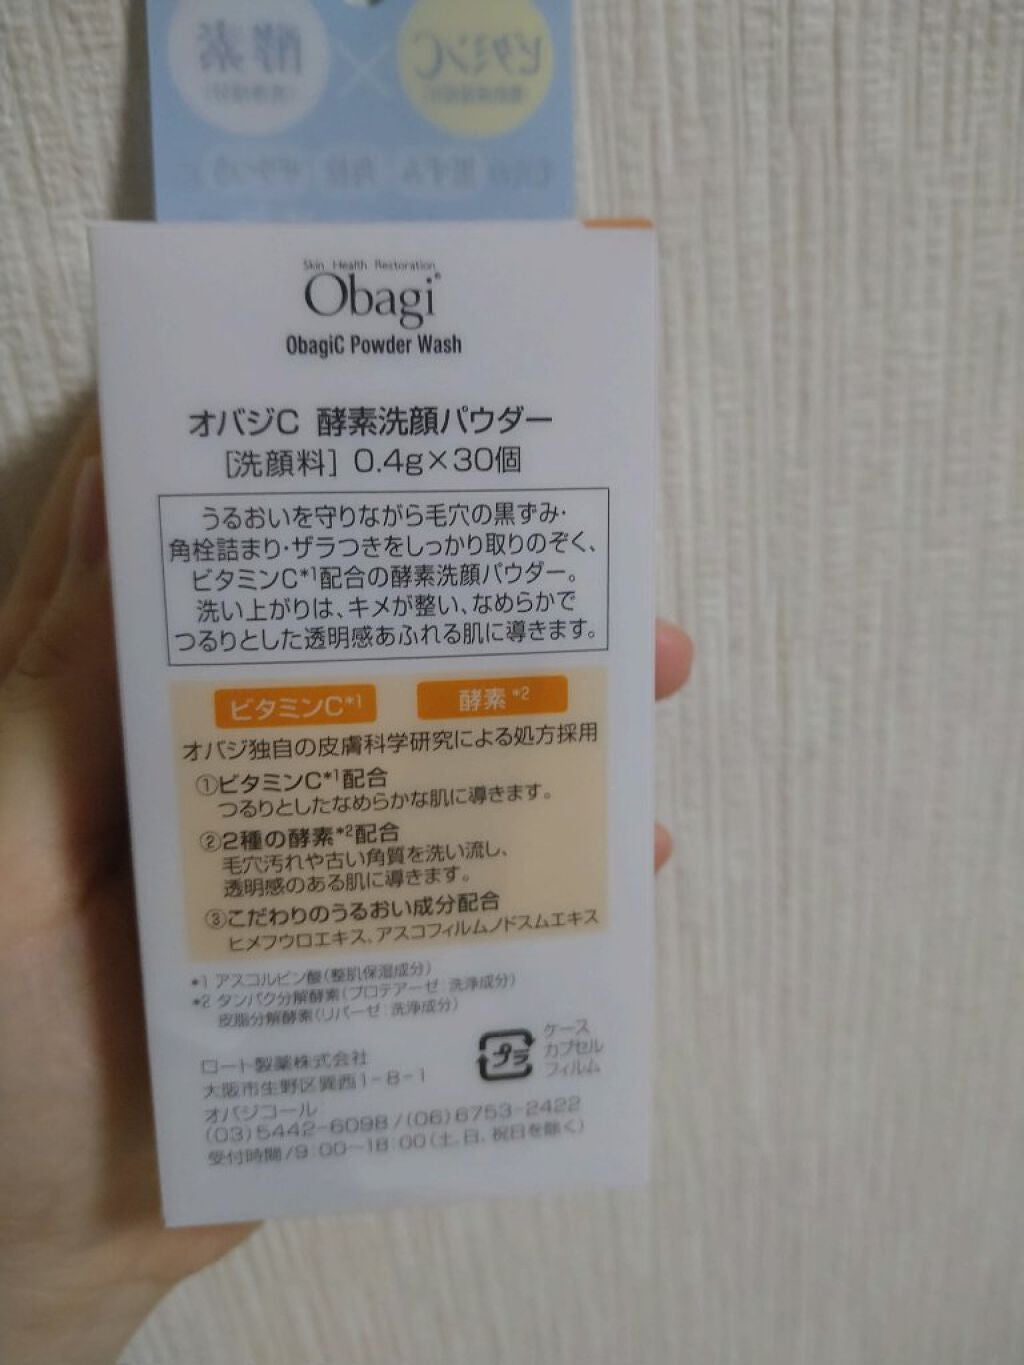 酵素
ビタミンC
Skin Health Restoration
Obagi®
ObagiC Powder Wash
オバジC 酵素洗顔パウダー
[洗顔料] 0.4g×30個
うるおいを守りながら毛穴の黒ずみ・
角栓詰まり・ザラつきをしっかり取りのぞく、
ビタミンC*1配合の酵素洗顔パウダー。
洗い上がりは、キメが整い、なめらかで
つるりとした透明感あふれる肌に導きます。
ビタミンC*1 酵素*2
オバジ独自の皮膚科学研究による処方採用
①ビタミンC*1配合
つるりとしたなめらかな肌に導きます。
②2種の酵素*2配合
毛穴汚れや古い角質を洗い流し、
透明感のある肌に導きます。
③こだわりのうるおい成分配合
ヒメフウロエキス、アスコフィルムノドスムエキス
*1 アスコルビン酸(整肌保湿成分)
*2 タンパク分解酵素(プロテアーゼ:洗浄成分)
皮脂分解酵素(リパーゼ:洗浄成分)
プラ
ケース
カプセル
フィルム
ロート製薬株式会社
大阪市生野区巽西1-8-1
オバジコール
(03)5442-6098/(06)6753-2422
受付時間/9:00〜18:00(土、日、祝日を除く)